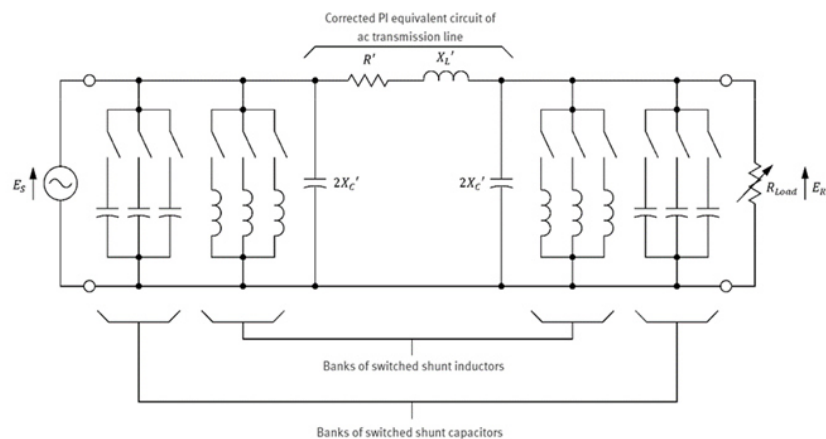 Corrected PI equivalent circuit of
ac transmission line
R' X_L'
E_S 2X_C' 2X_C' R_Load E_R
Banks of switched shunt inductors
Banks of switched shunt capacitors